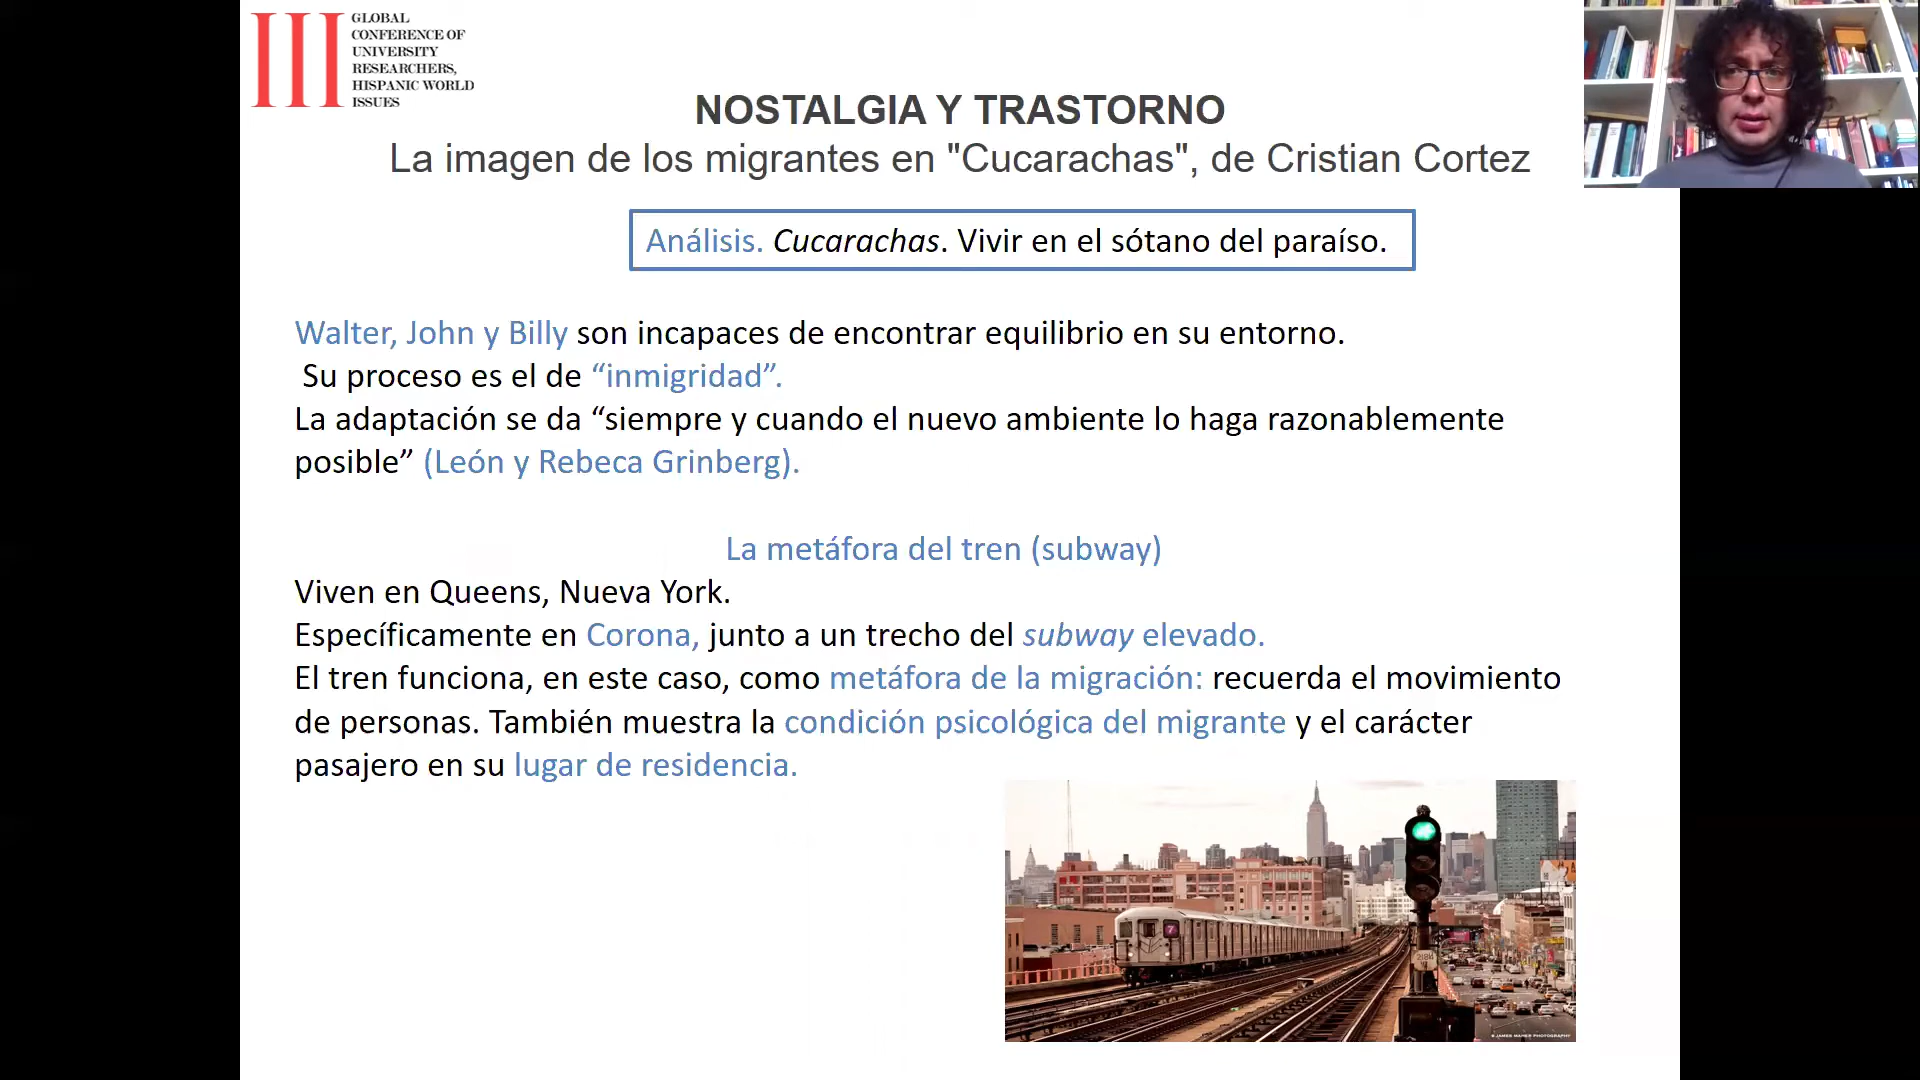 GLOBAL
CONFERENCE OF
UNIVERSITY
RESEARCHERS,
HISPANIC WORLD
ISSUES
NOSTALGIA Y TRASTORNO
La imagen de los migrantes en "Cucarachas", de Cristian Cortez
Análisis. Cucarachas. Vivir en el sótano del paraíso.
Walter, John y Billy son incapaces de encontrar equilibrio en su entorno.
Su proceso es el de “inmigridad”.
La adaptación se da “siempre y cuando el nuevo ambiente lo haga razonablemente
posible” (León y Rebeca Grinberg).
La metáfora del tren (subway)
Viven en Queens, Nueva York.
Específicamente en Corona, junto a un trecho del subway elevado.
El tren funciona, en este caso, como metáfora de la migración: recuerda el movimiento
de personas. También muestra la condición psicológica del migrante y el carácter
pasajero en su lugar de residencia.
7